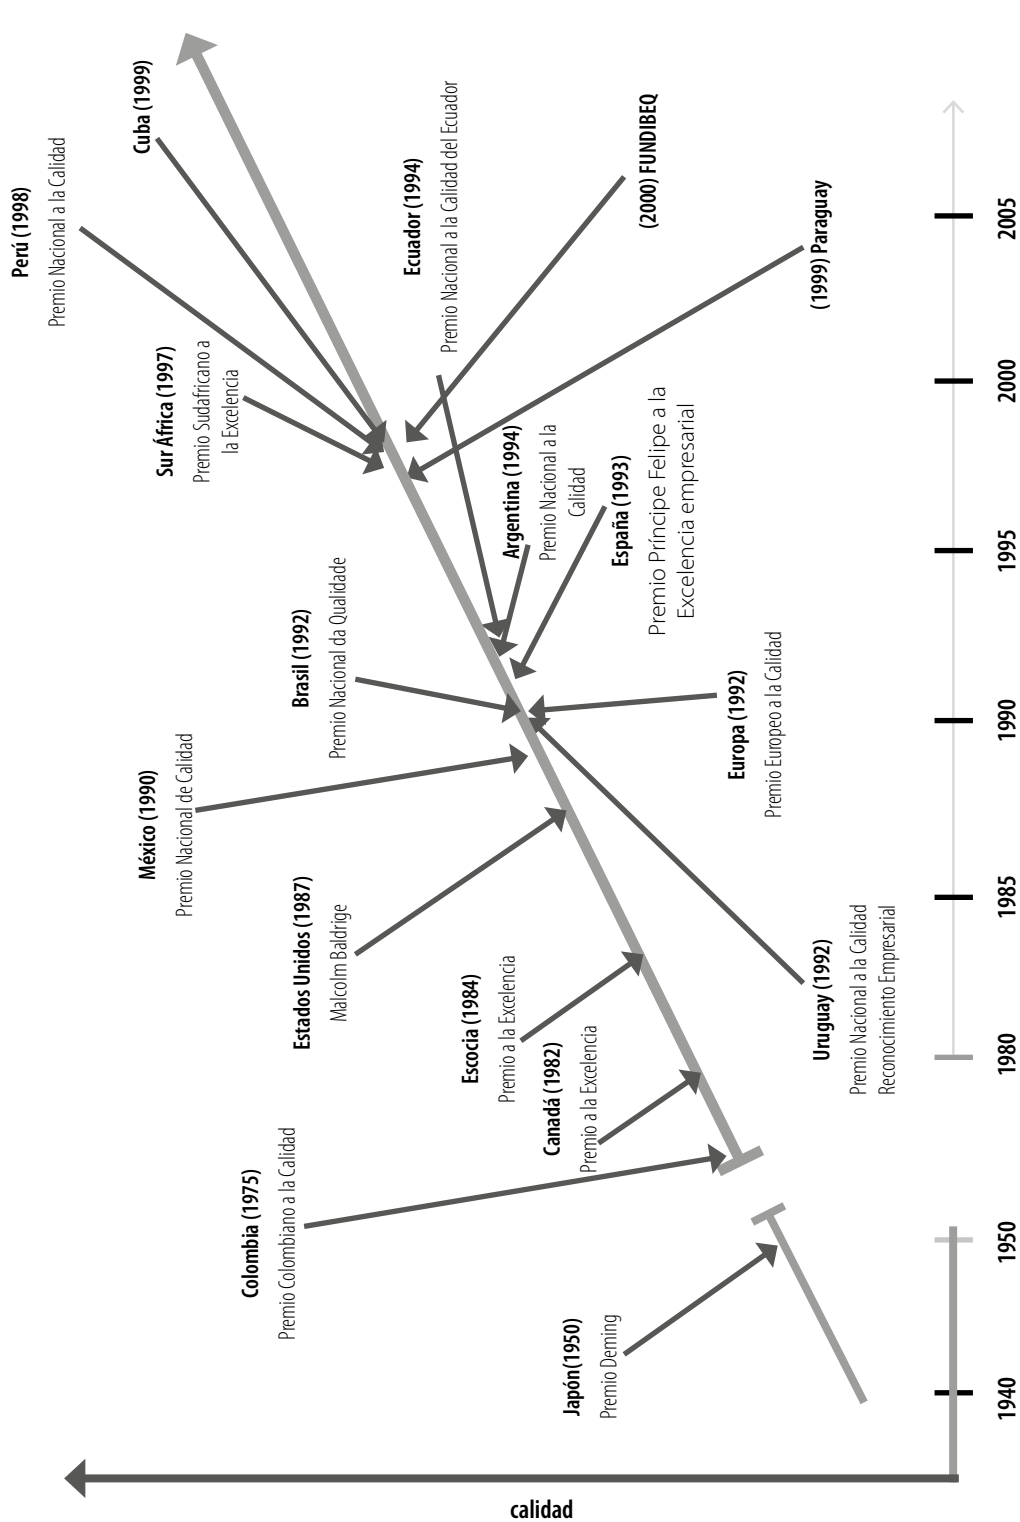 calidad
Japón(1950)
Premio Deming
Colombia (1975)
Premio Colombiano a la Calidad
Canadá (1982)
Premio a la Excelencia
Escocia (1984)
Premio a la Excelencia
Estados Unidos (1987)
Malcolm Baldrige
México (1990)
Premio Nacional de Calidad
Brasil (1992)
Premio Nacional da Qualidade
Sur África (1997)
Premio Sudafricano a
la Excelencia
Perú (1998)
Premio Nacional a la Calidad
Cuba (1999)
Ecuador (1994)
Premio Nacional a la Calidad del Ecuador
Argentina (1994)
Premio Nacional a la
Calidad
España (1993)
Premio Príncipe Felipe a la
Excelencia empresarial
(2000) FUNDIBEQ
(1999) Paraguay
Europa (1992)
Premio Europeo a la Calidad
Uruguay (1992)
Premio Nacional a la Calidad
Reconocimiento Empresarial
1940
1950
1980
1985
1990
1995
2000
2005